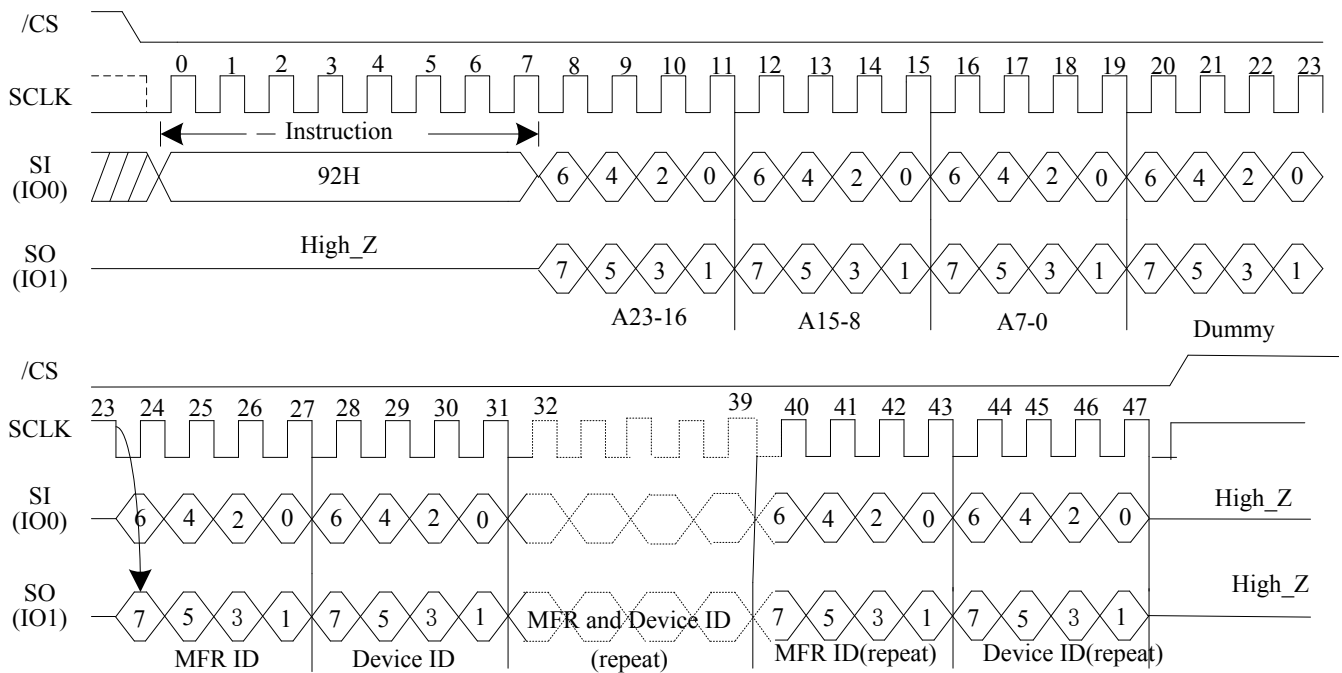 /CS
0 1 2 3 4 5 6 7 8 9 10 11 12 13 14 15 16 17 18 19 20 21 22 23
SCLK
Instruction
SI
(IO0)
92H
6 4 2 0 6 4 2 0 6 4 2 0 6 4 2 0
SO
(IO1)
High_Z
7 5 3 1 7 5 3 1 7 5 3 1 7 5 3 1
A23-16 A15-8 A7-0 Dummy
/CS
23 24 25 26 27 28 29 30 31 32 39 40 41 42 43 44 45 46 47
SCLK
SI
(IO0)
6 4 2 0 6 4 2 0 6 4 2 0 6 4 2 0
High_Z
SO
(IO1)
7 5 3 1 7 5 3 1 MFR and Device ID 7 5 3 1 7 5 3 1
High_Z
MFR ID Device ID (repeat) MFR ID(repeat) Device ID(repeat)